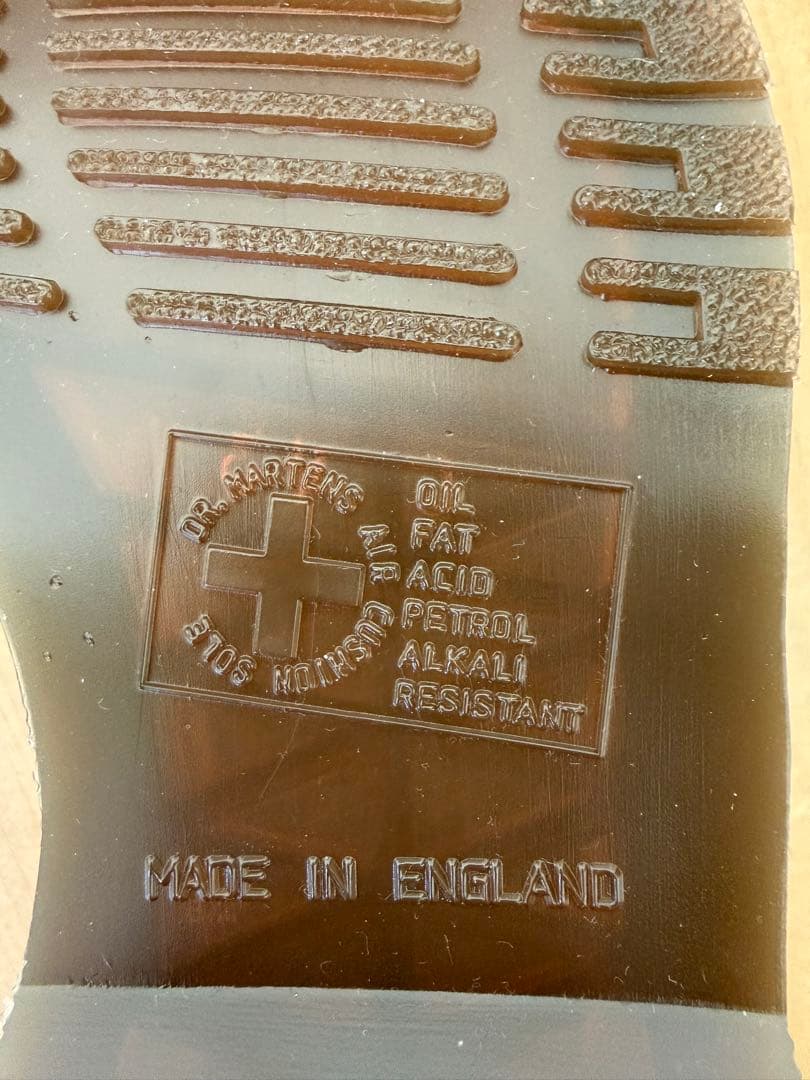 DR. MARTENS AIR CUSHION SOLE
OIL
FAT
ACID
PETROL
ALKALI
RESISTANT
MADE IN ENGLAND